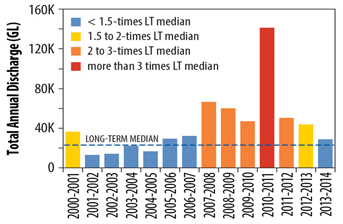 Total Annual Discharge (GL)
160K
120K
80K
40K
0
< 1.5-times LT median
1.5 to 2-times LT median
2 to 3-times LT median
more than 3 times LT median
LONG-TERM MEDIAN
2000-2001
2001-2002
2002-2003
2003-2004
2004-2005
2005-2006
2006-2007
2007-2008
2008-2009
2009-2010
2010-2011
2011-2012
2012-2013
2013-2014